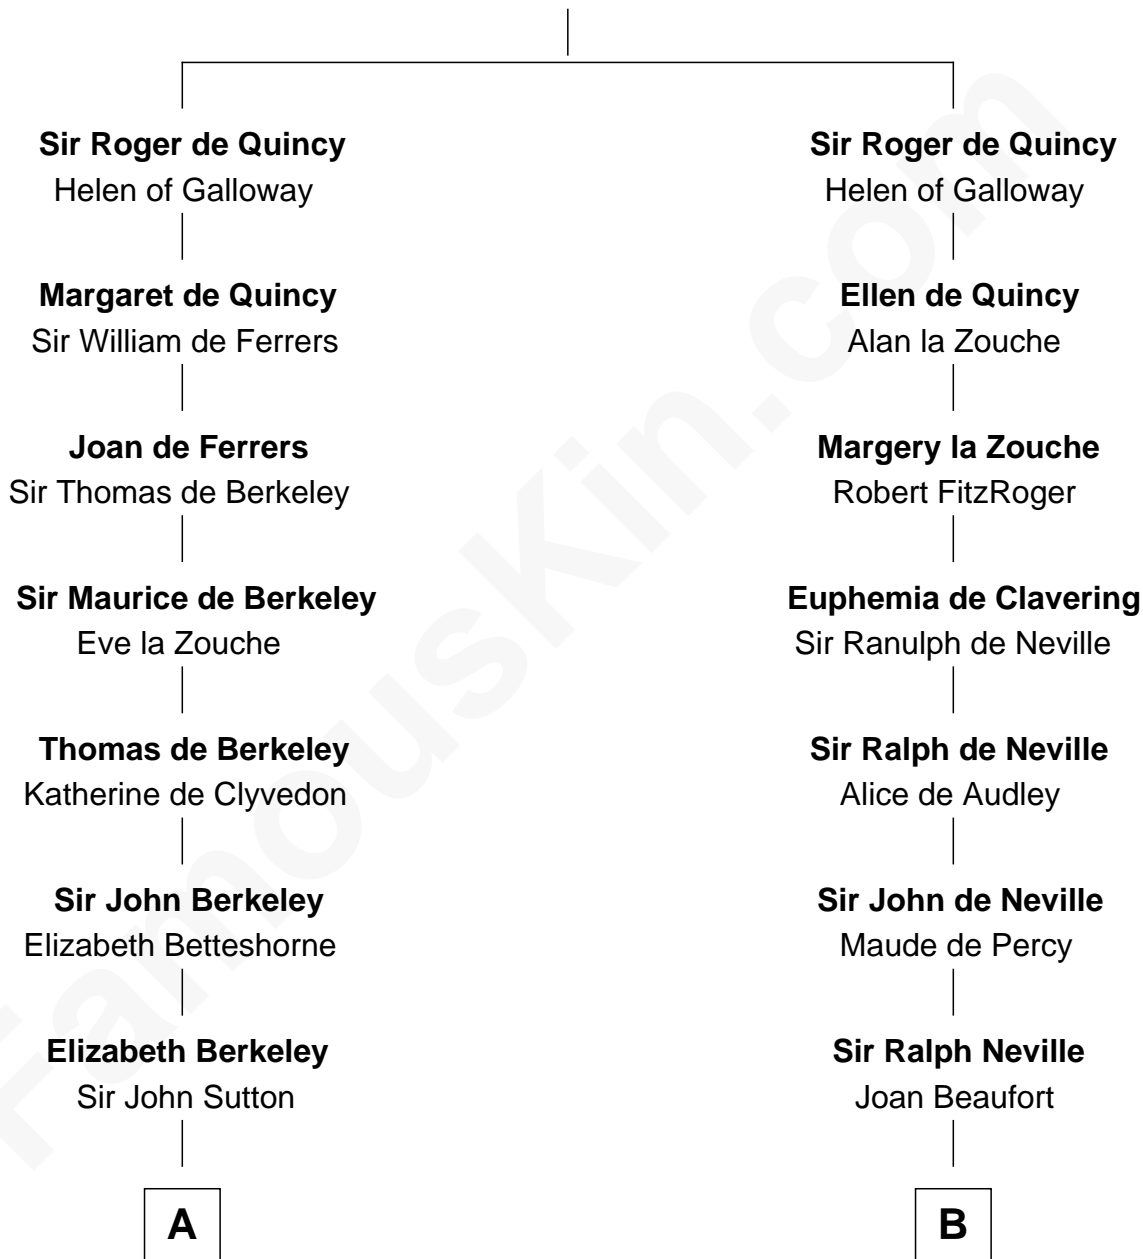 Sir Roger de Quincy
Helen of Galloway
Margaret de Quincy
Sir William de Ferrers
Joan de Ferrers
Sir Thomas de Berkeley
Sir Maurice de Berkeley
Eve la Zouche
Thomas de Berkeley
Katherine de Clyvedon
Sir John Berkeley
Elizabeth Betteshorne
Elizabeth Berkeley
Sir John Sutton
A
Sir Roger de Quincy
Helen of Galloway
Ellen de Quincy
Alan la Zouche
Margery la Zouche
Robert FitzRoger
Euphemia de Clavering
Sir Ranulph de Neville
Sir Ralph de Neville
Alice de Audley
Sir John de Neville
Maude de Percy
Sir Ralph Neville
Joan Beaufort
B
FamousKin.com